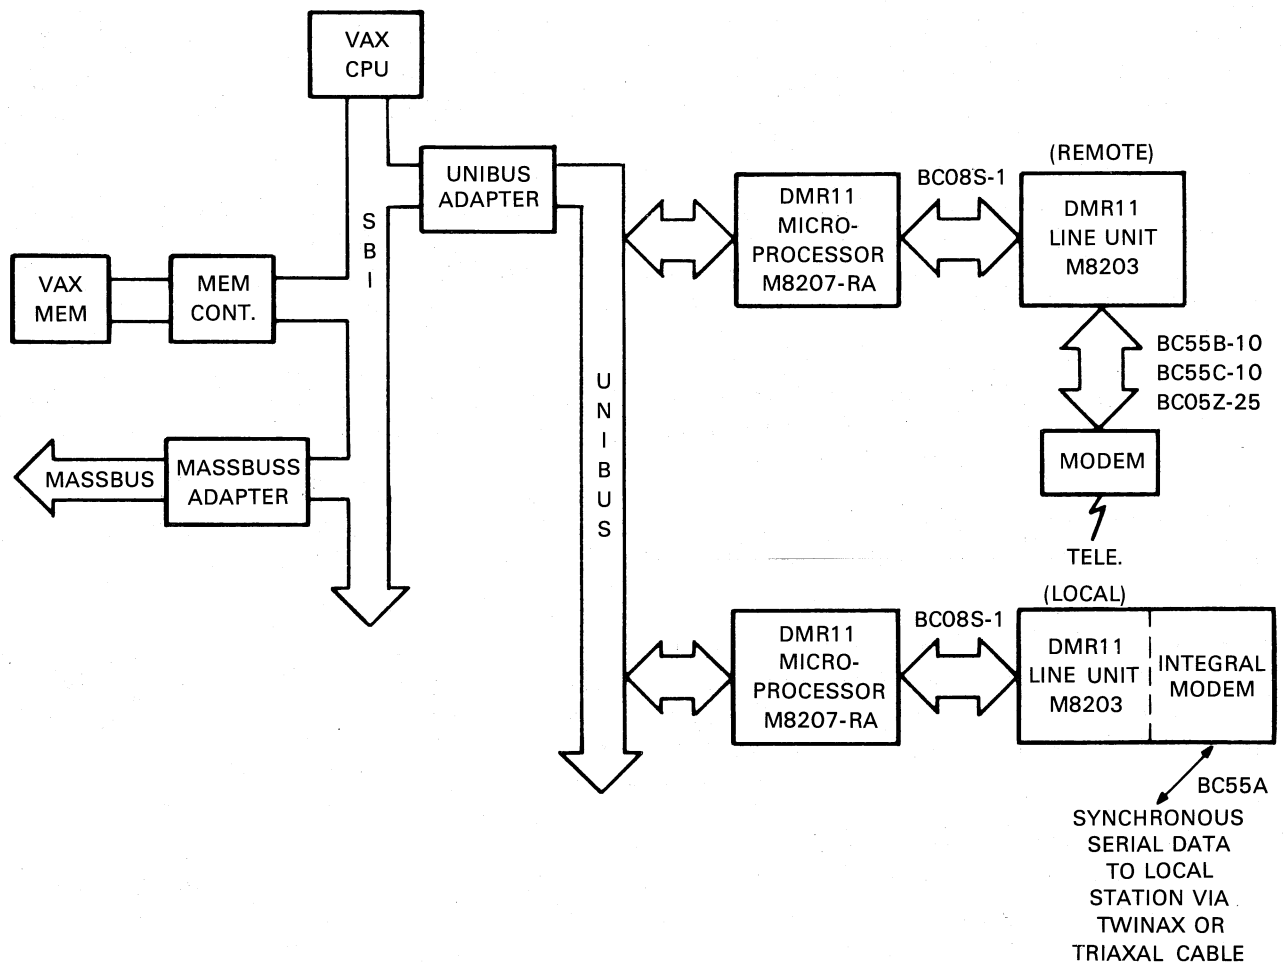 VAX
CPU
UNIBUS
ADAPTER
S
B
I
VAX
MEM
MEM
CONT.
MASSBUS
MASSBUSS
ADAPTER
U
N
I
B
U
S
DMR11
MICRO-
PROCESSOR
M8207-RA
BC08S-1
(REMOTE)
DMR11
LINE UNIT
M8203
BC55B-10
BC55C-10
BC05Z-25
MODEM
TELE.
DMR11
MICRO-
PROCESSOR
M8207-RA
BC08S-1
(LOCAL)
DMR11
LINE UNIT
M8203
INTEGRAL
MODEM
BC55A
SYNCHRONOUS
SERIAL DATA
TO LOCAL
STATION VIA
TWINAX OR
TRIAXAL CABLE